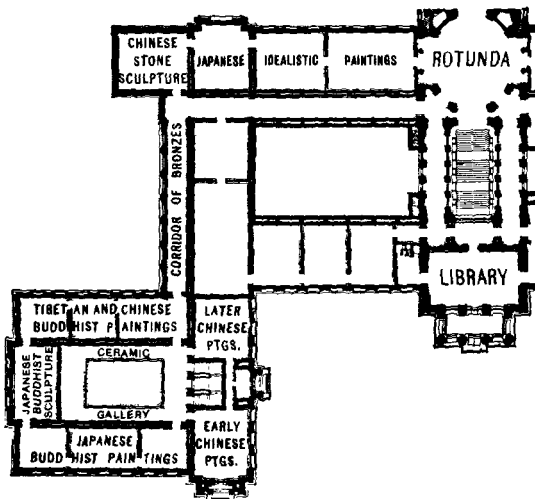 CHINESE
STONE
SCULPTURE
JAPANESE
IDEALISTIC
PAINTINGS
ROTUNDA
CORRIDOR OF BRONZES
LIBRARY
TIBETAN AND CHINESE
BUDDHIST PAINTINGS
LATER
CHINESE
PTGS.
JAPANESE
BUDDHIST
SCULPTURE
CERAMIC
GALLERY
JAPANESE
BUDDHIST PAINTINGS
EARLY
CHINESE
PTGS.